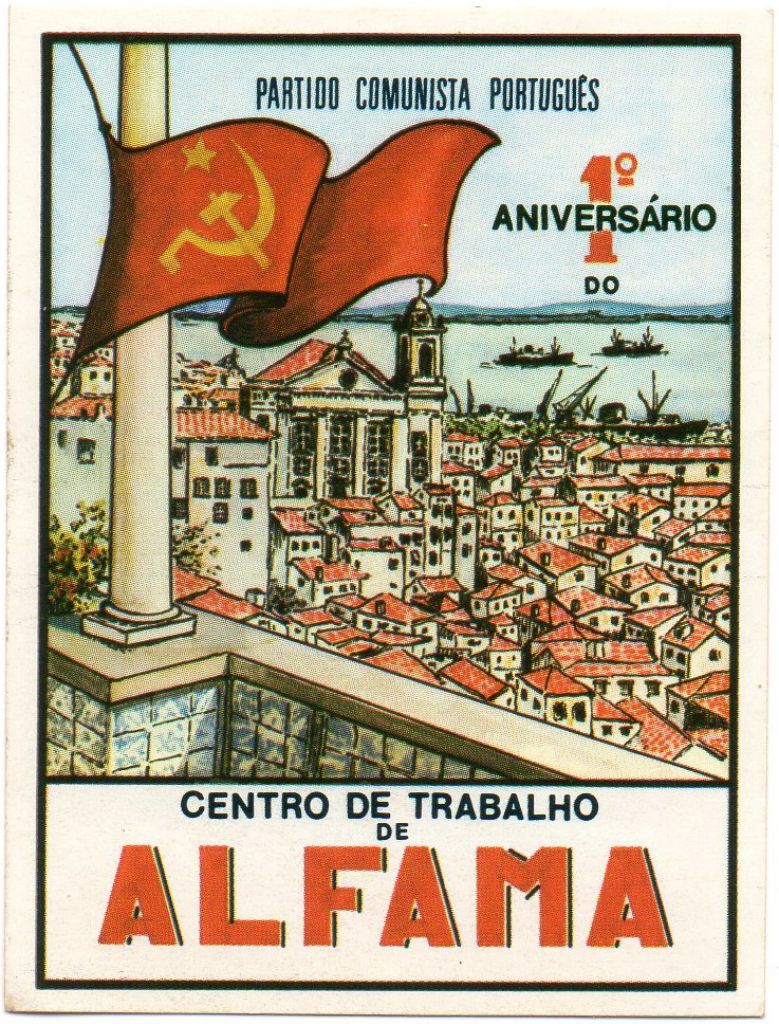 PARTIDO COMUNISTA PORTUGUÊS
1º
ANIVERSÁRIO
DO
CENTRO DE TRABALHO
DE
ALFAMA